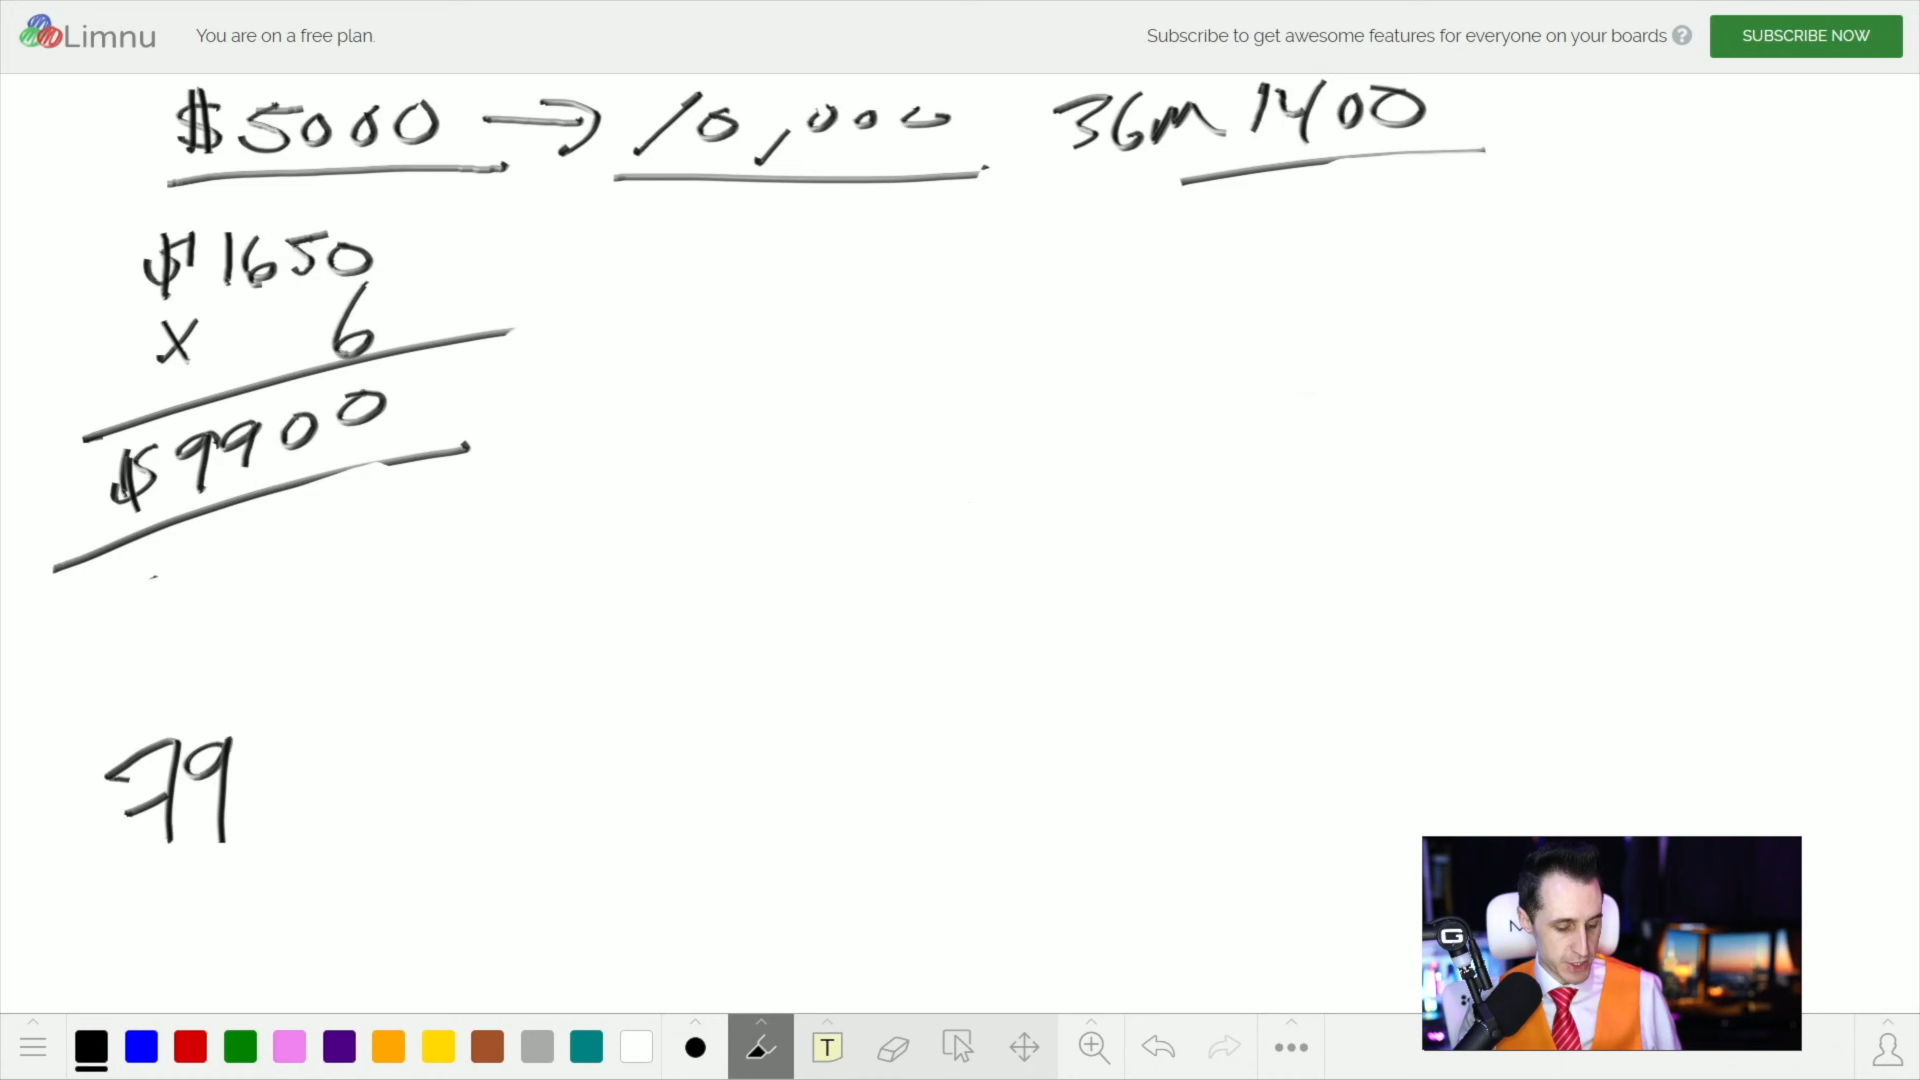 Limnu You are on a free plan. Subscribe to get awesome features for everyone on your boards ? SUBSCRIBE NOW
$5000 → 10,000 36m 1400
$1650
x 6
$9900
79
G
T